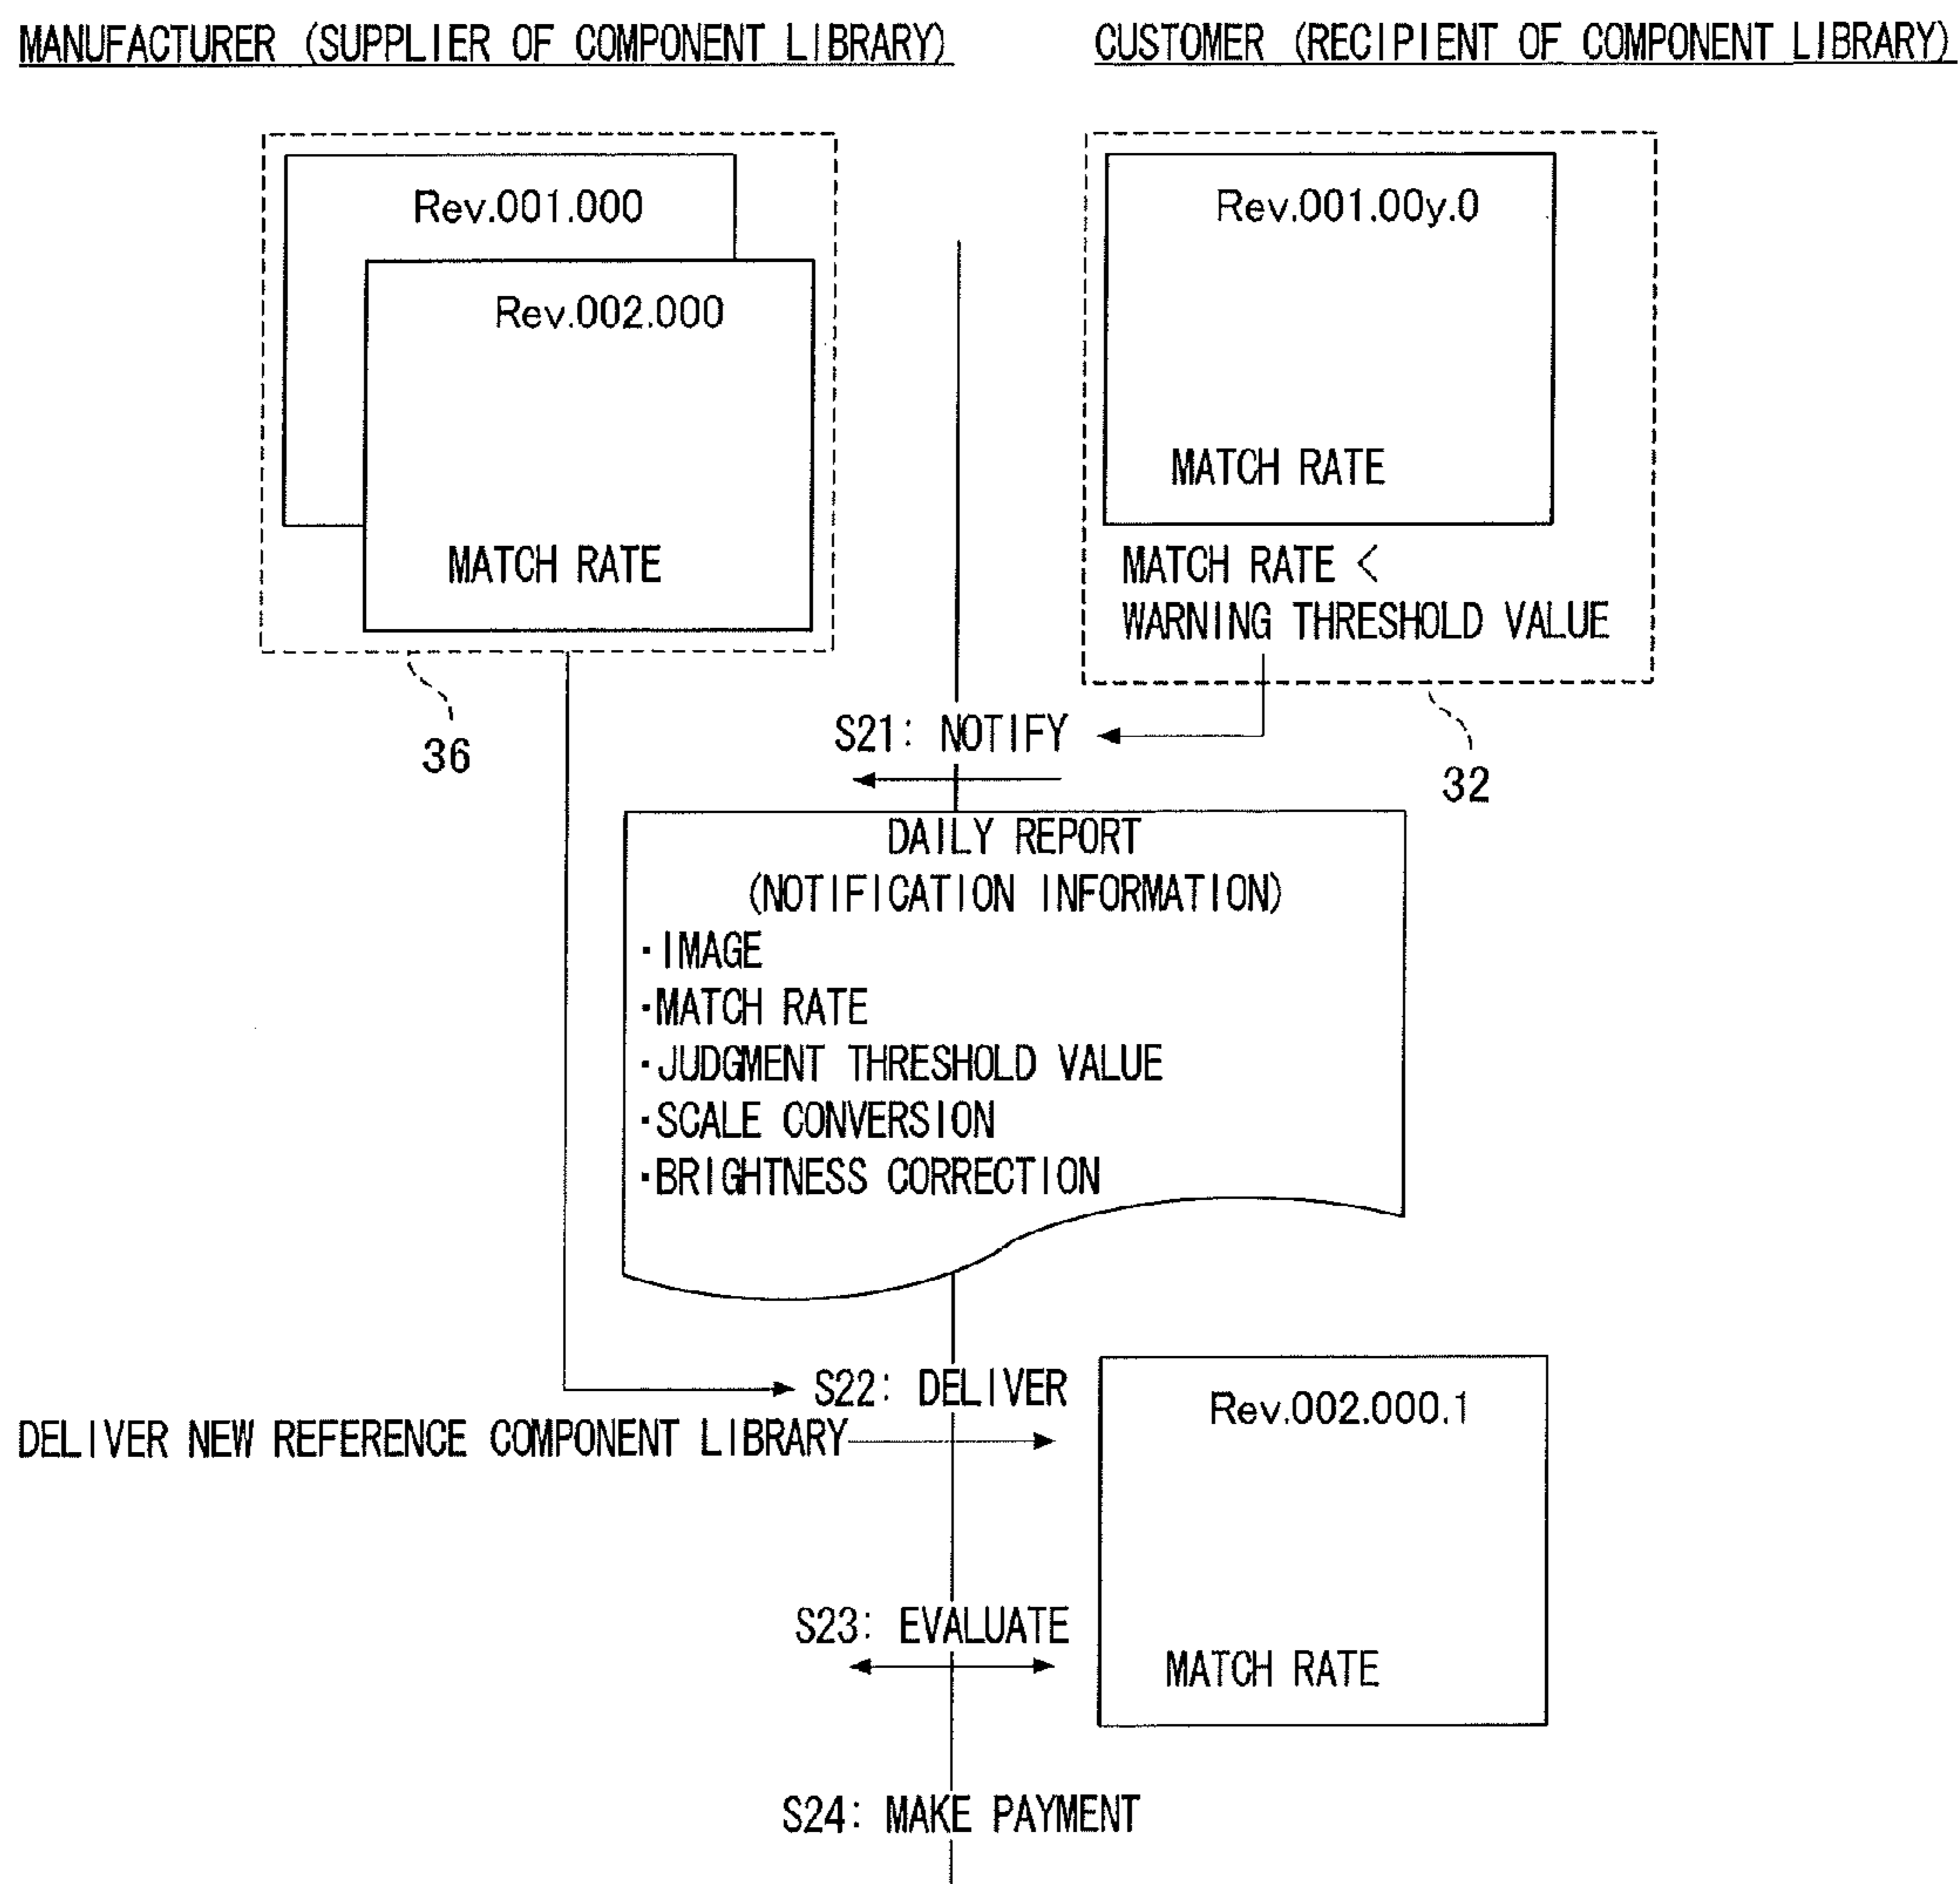 MANUFACTURER (SUPPLIER OF COMPONENT LIBRARY)
CUSTOMER (RECIPIENT OF COMPONENT LIBRARY)
Rev.001.000
Rev.002.000
MATCH RATE
36
Rev.001.00y.0
MATCH RATE
MATCH RATE <
WARNING THRESHOLD VALUE
32
S21: NOTIFY
DAILY REPORT
(NOTIFICATION INFORMATION)
・IMAGE
・MATCH RATE
・JUDGMENT THRESHOLD VALUE
・SCALE CONVERSION
・BRIGHTNESS CORRECTION
S22: DELIVER
DELIVER NEW REFERENCE COMPONENT LIBRARY
Rev.002.000.1
S23: EVALUATE
MATCH RATE
S24: MAKE PAYMENT